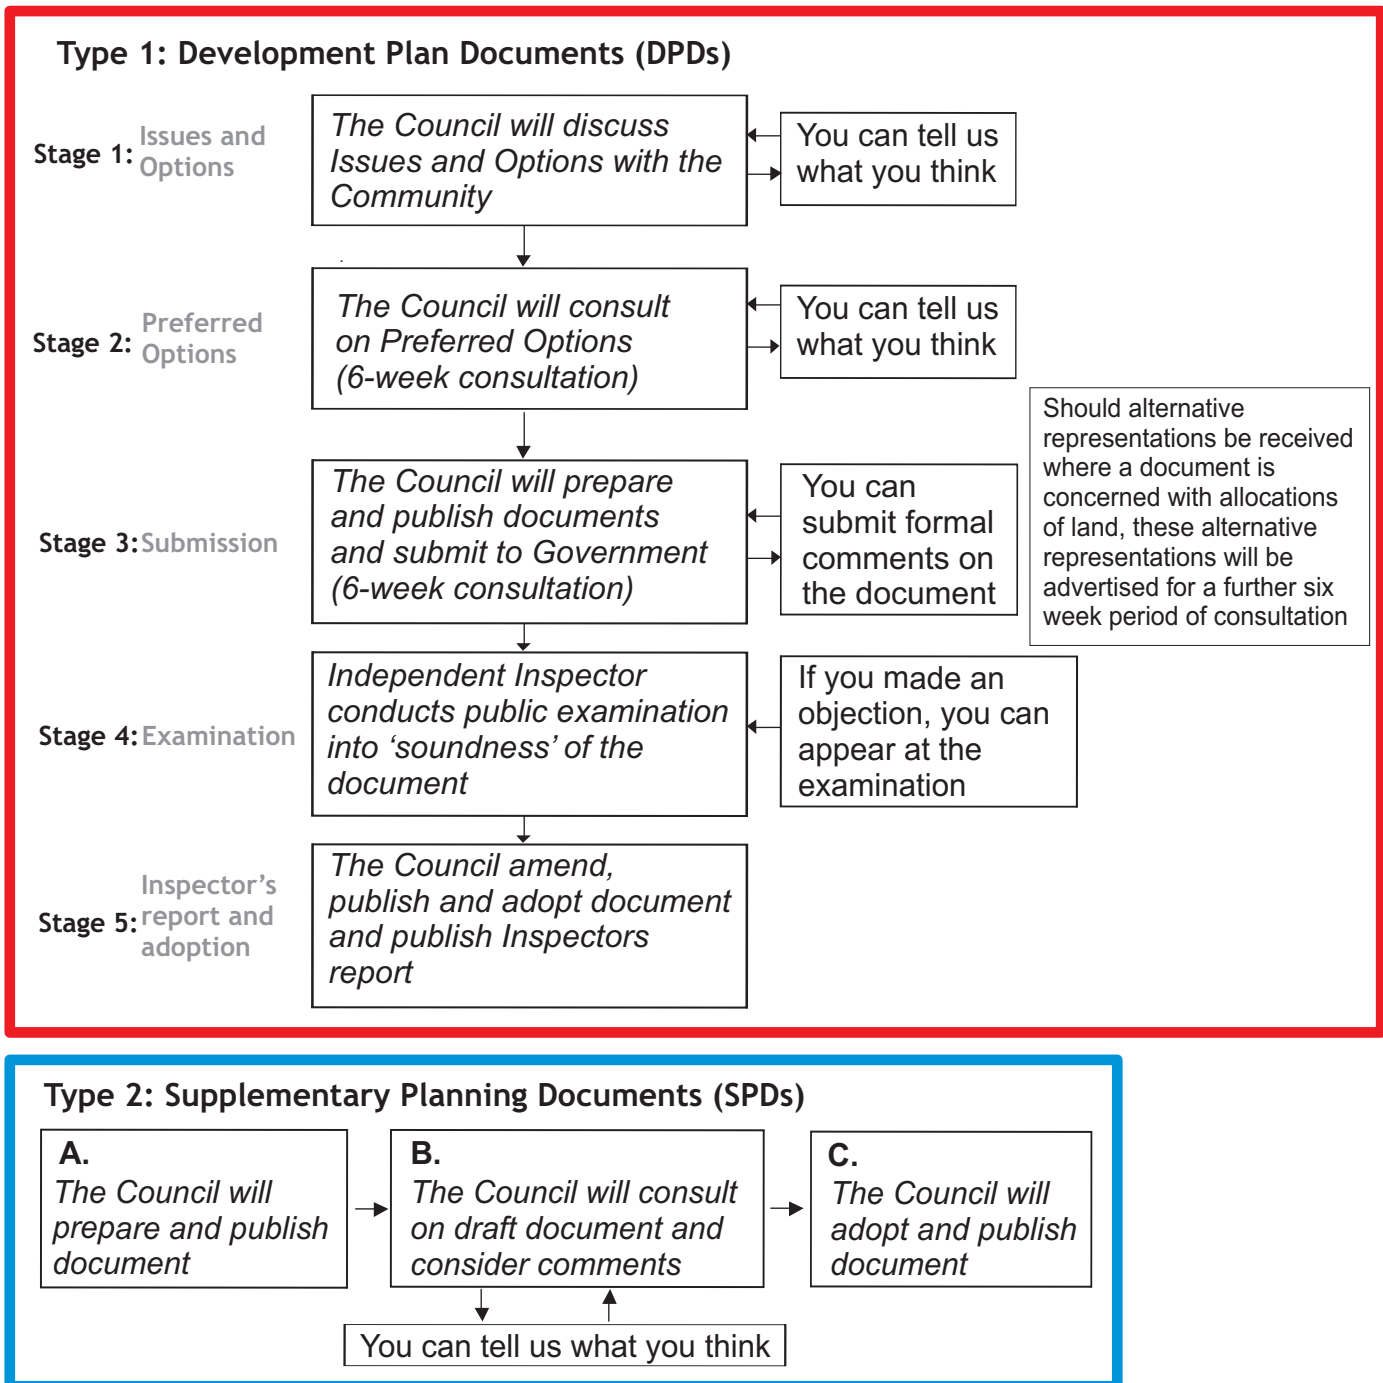 Type 1: Development Plan Documents (DPDs)
Stage 1:
Issues and
Options
The Council will discuss
Issues and Options with the
Community
You can tell us
what you think
Stage 2:
Preferred
Options
The Council will consult
on Preferred Options
(6-week consultation)
You can tell us
what you think
Should alternative
representations be received
where a document is
concerned with allocations
of land, these alternative
representations will be
advertised for a further six
week period of consultation
Stage 3:
Submission
The Council will prepare
and publish documents
and submit to Government
(6-week consultation)
You can
submit formal
comments on
the document
Stage 4:
Examination
Independent Inspector
conducts public examination
into ‘soundness’ of the
document
If you made an
objection, you can
appear at the
examination
Stage 5:
Inspector’s
report and
adoption
The Council amend,
publish and adopt document
and publish Inspectors
report
Type 2: Supplementary Planning Documents (SPDs)
A.
The Council will
prepare and publish
document
B.
The Council will consult
on draft document and
consider comments
C.
The Council will
adopt and publish
document
You can tell us what you think